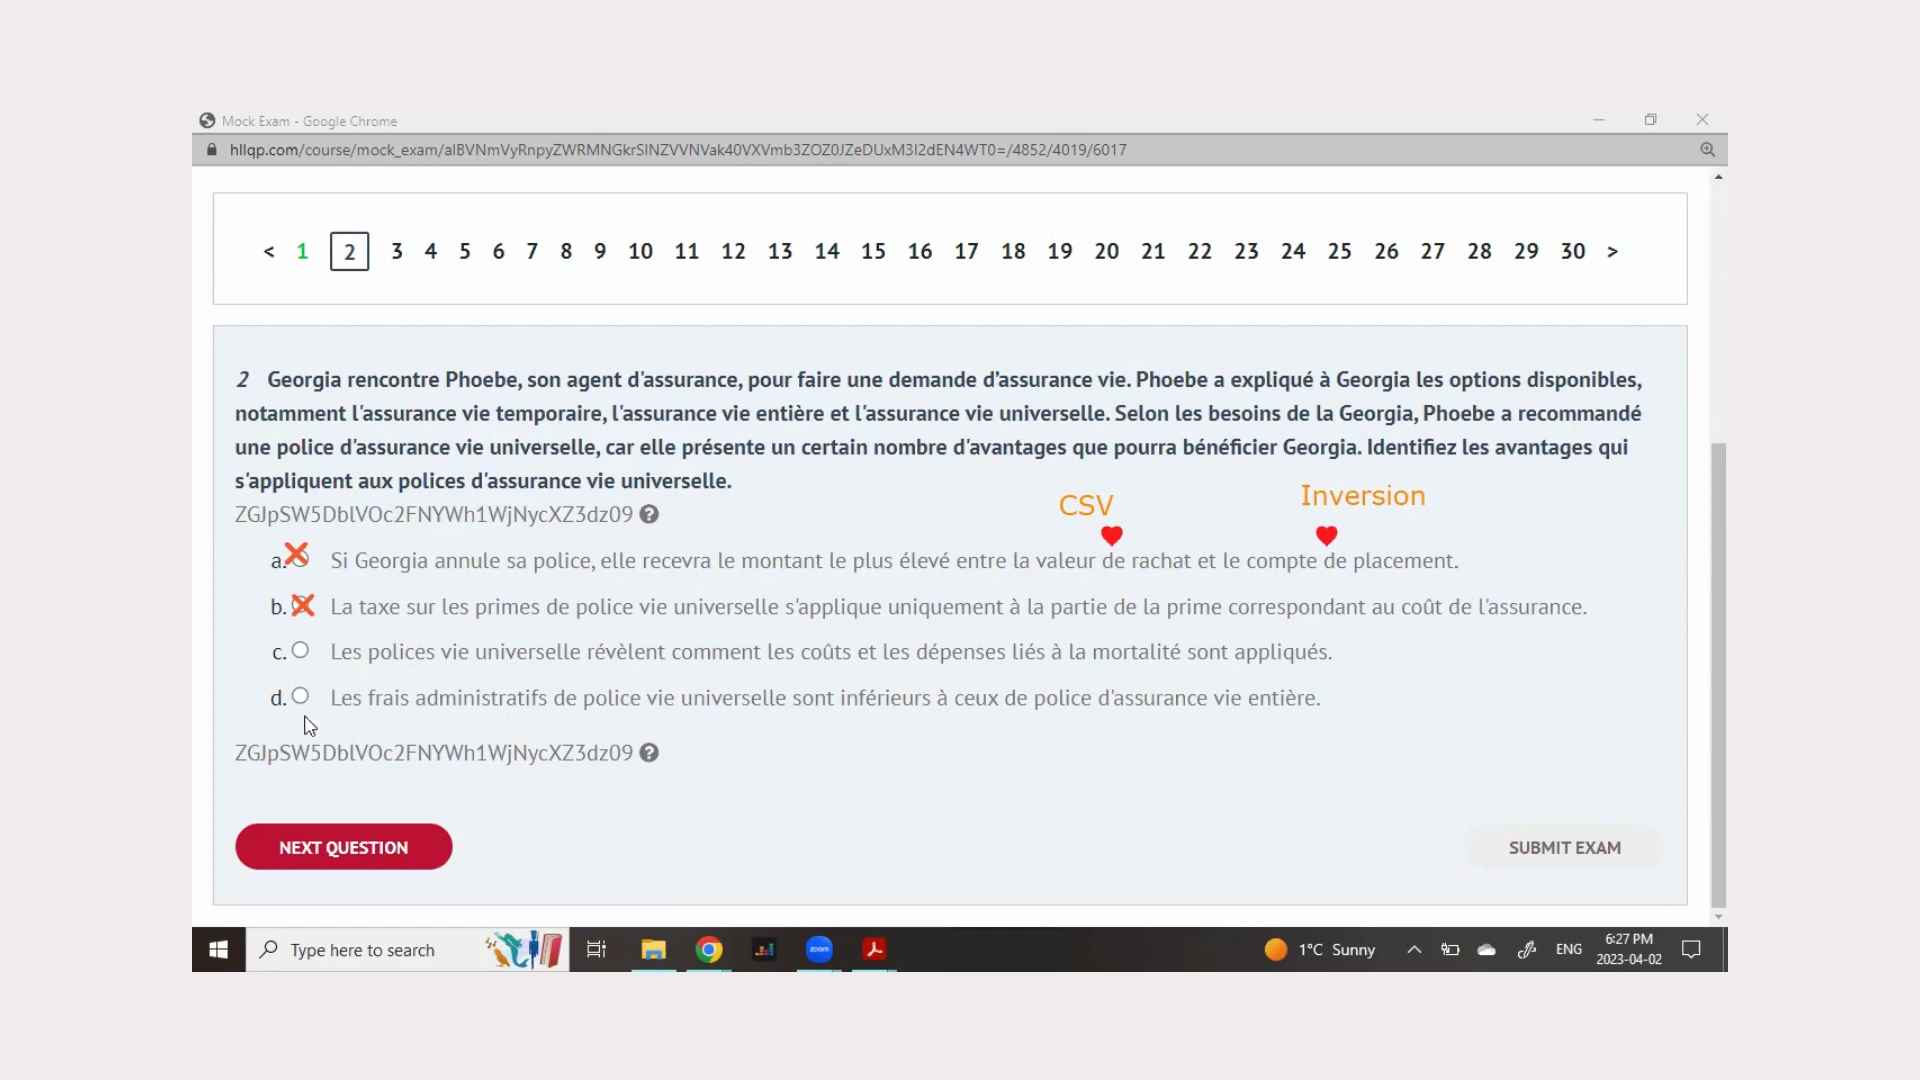 Mock Exam - Google Chrome
hllqp.com/course/mock_exam/alBVNmVyRnpyZWRMNGkrSlNZVVNVak40VXVmb3ZOZ0JZeDUxM3l2dEN4WT0=/4852/4019/6017
< 1 2 3 4 5 6 7 8 9 10 11 12 13 14 15 16 17 18 19 20 21 22 23 24 25 26 27 28 29 30 >
2 Georgia rencontre Phoebe, son agent d'assurance, pour faire une demande d’assurance vie. Phoebe a expliqué à Georgia les options disponibles,
notamment l'assurance vie temporaire, l'assurance vie entière et l'assurance vie universelle. Selon les besoins de la Georgia, Phoebe a recommandé
une police d'assurance vie universelle, car elle présente un certain nombre d'avantages que pourra bénéficier Georgia. Identifiez les avantages qui
s'appliquent aux polices d'assurance vie universelle.
CSV Inversion
ZGJpSW5DblVOc2FNYWh1WjNycXZ3dz09
a. Si Georgia annule sa police, elle recevra le montant le plus élevé entre la valeur de rachat et le compte de placement.
b. La taxe sur les primes de police vie universelle s'applique uniquement à la partie de la prime correspondant au coût de l'assurance.
c. Les polices vie universelle révèlent comment les coûts et les dépenses liés à la mortalité sont appliqués.
d. Les frais administratifs de police vie universelle sont inférieurs à ceux de police d'assurance vie entière.
ZGJpSW5DblVOc2FNYWh1WjNycXZ3dz09
NEXT QUESTION SUBMIT EXAM
Type here to search zoom 1°C Sunny ENG 6:27 PM
2023-04-02